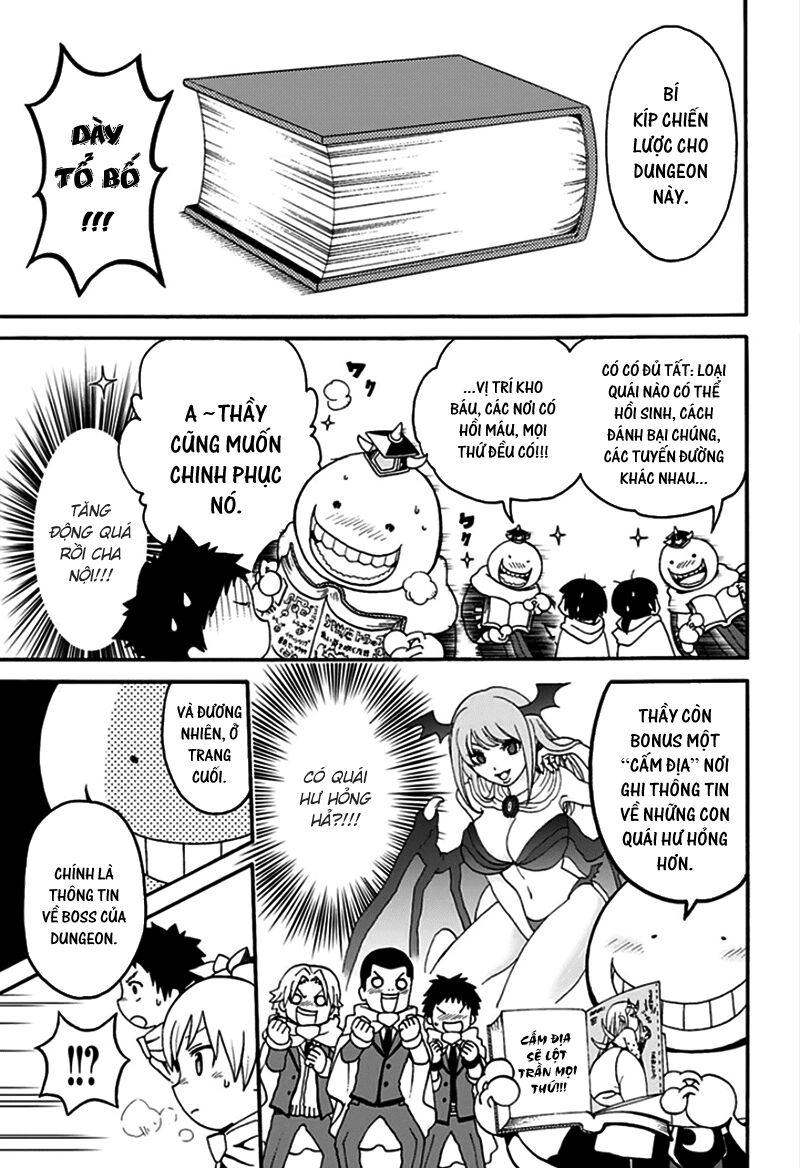 BÍ
KÍP CHIẾN
LƯỢC CHO
DUNGEON
NÀY.
DÀY
TỔ BỐ
!!!
CÓ CÓ ĐỦ TẤT: LOẠI
QUÁI NÀO CÓ THỂ
HỒI SINH, CÁCH
ĐÁNH BẠI CHÚNG,
CÁC TUYẾN ĐƯỜNG
KHÁC NHAU...
...VỊ TRÍ KHO
BÁU, CÁC NƠI CÓ
HỒI MÁU, MỌI
THỨ ĐỀU CÓ!!!
ワク
ワク
A ~THẦY
CŨNG MUỐN
CHINH PHỤC
NÓ.
TĂNG
ĐỘNG QUÁ
RỒI CHA
NỘI!!!
THẦY CÒN
BONUS MỘT
“CẤM ĐỊA” NƠI
GHI THÔNG TIN
VỀ NHỮNG CON
QUÁI HƯ HỎNG
HƠN.
CÓ QUÁI
HƯ HỎNG
HẢ?!!!
CẤM ĐỊA
SẼ LỘT
TRẦN MỌI
THỨ!!!
VÀ ĐƯƠNG
NHIÊN, Ở
TRANG
CUỐI.
CHÍNH LÀ
THÔNG TIN
VỀ BOSS CỦA
DUNGEON.
!!?